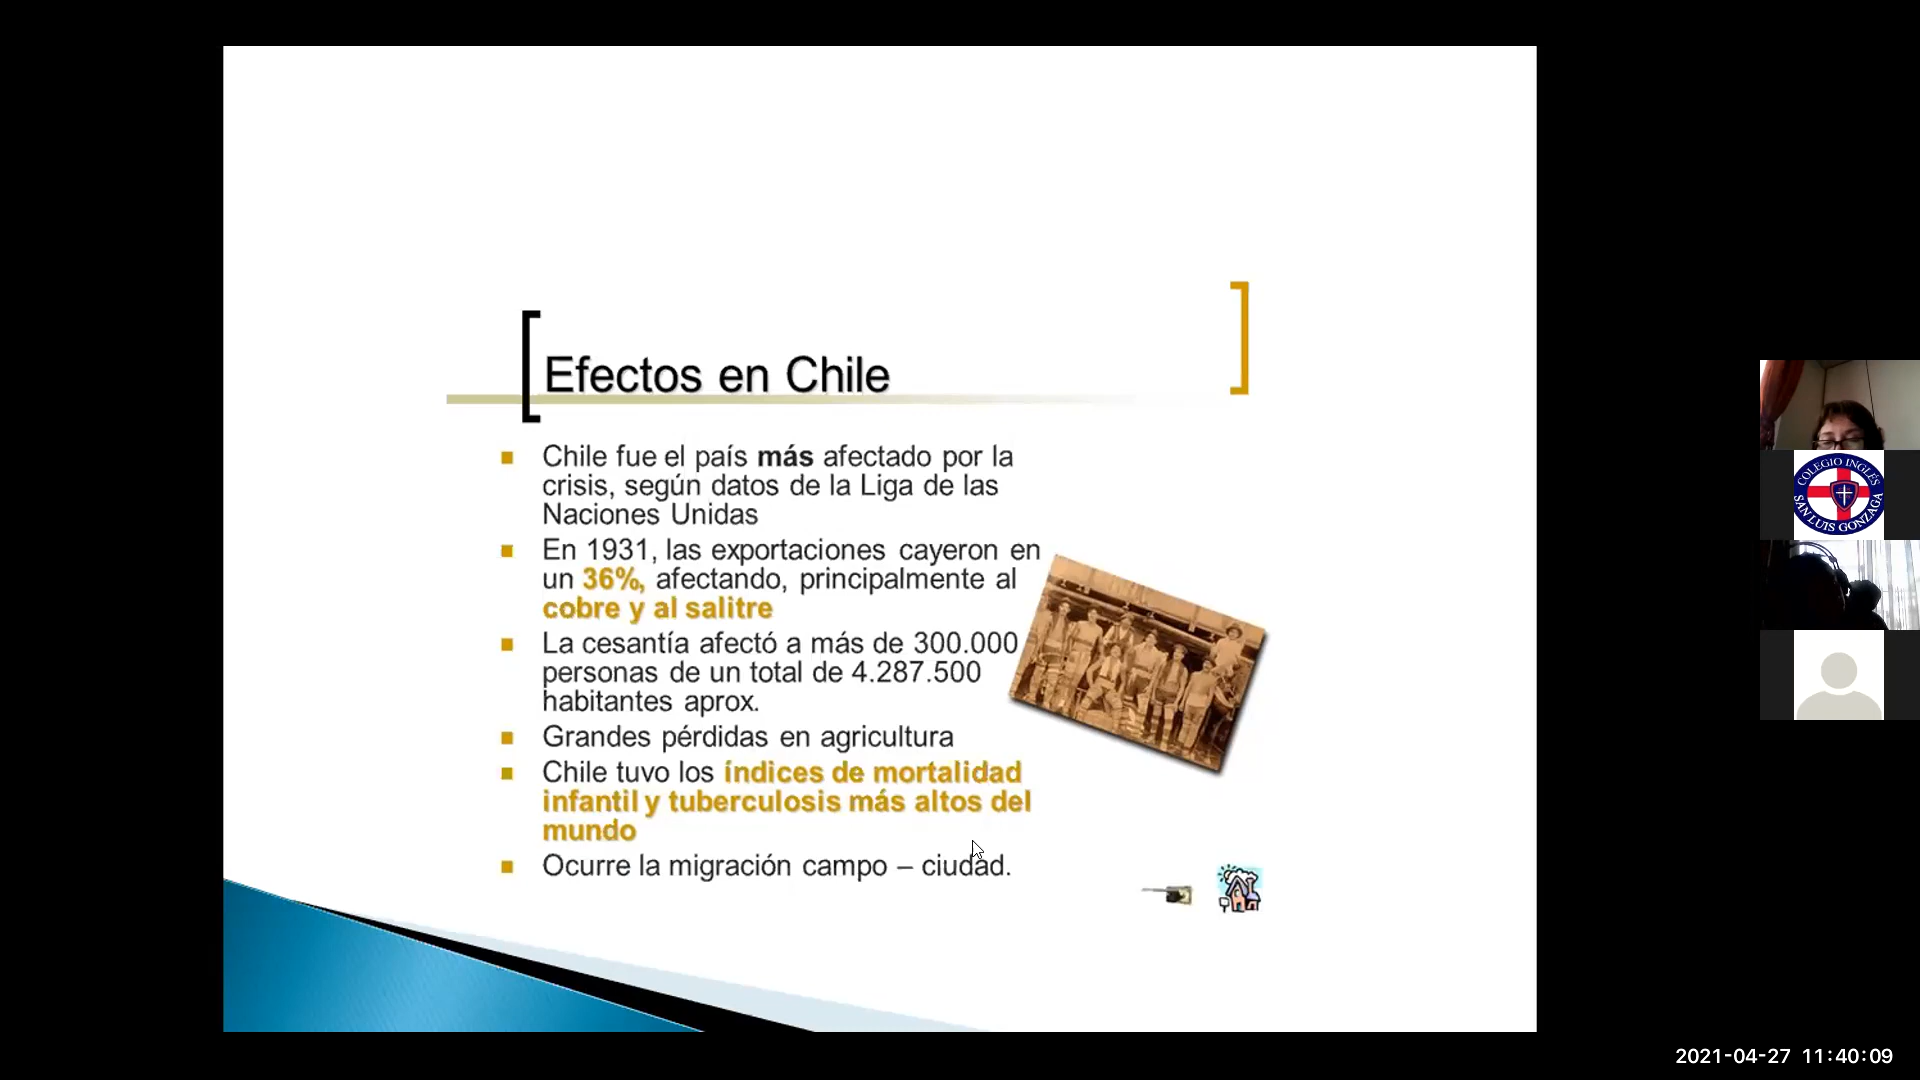 Efectos en Chile
Chile fue el país más afectado por la
crisis, según datos de la Liga de las
Naciones Unidas
En 1931, las exportaciones cayeron en
un 36%, afectando, principalmente al
cobre y al salitre
La cesantía afectó a más de 300.000
personas de un total de 4.287.500
habitantes aprox.
Grandes pérdidas en agricultura
Chile tuvo los índices de mortalidad
infantil y tuberculosis más altos del
mundo
Ocurre la migración campo – ciudad.
COLEGIO INGLÉS
SAN LUIS GONZAGA
2021-04-27 11:40:09